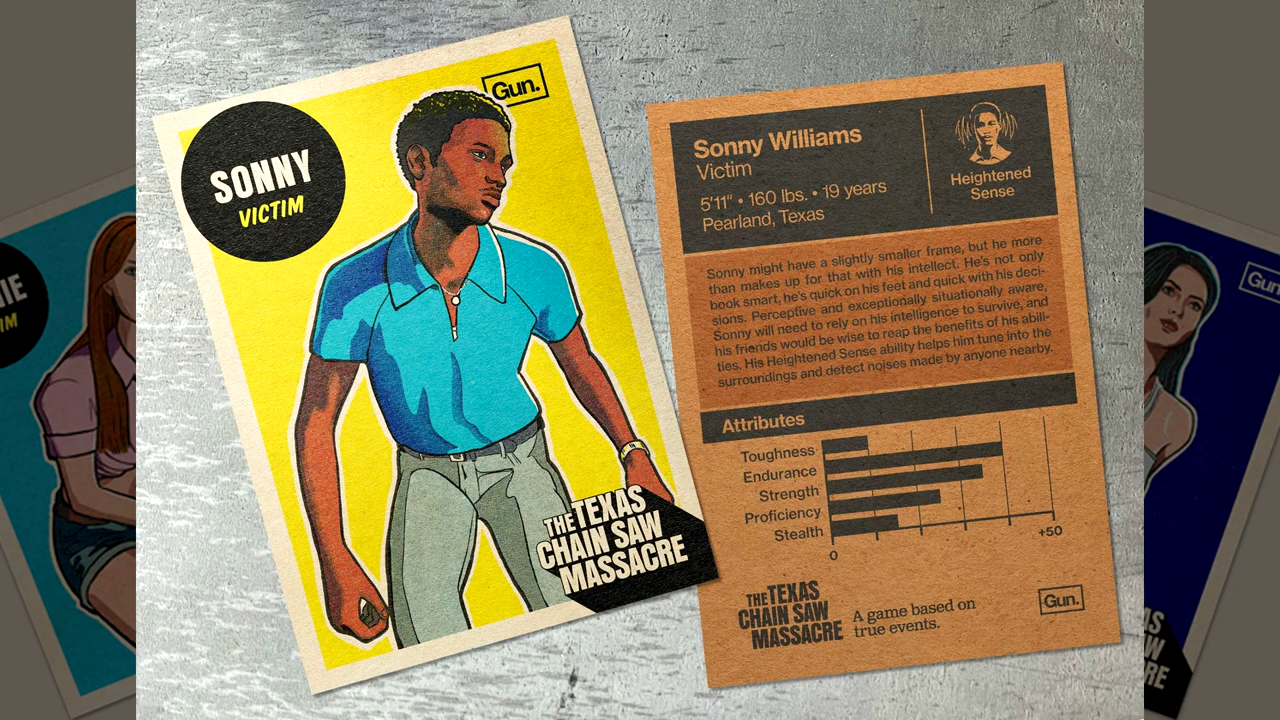 Gun.
SONNY
VICTIM
THE TEXAS
CHAIN SAW
MASSACRE
Sonny Williams
Victim
5'11" • 160 lbs. • 19 years
Pearland, Texas
Heightened
Sense
Sonny might have a slightly smaller frame, but he more
than makes up for that with his intellect. He's not only
book smart, he's quick on his feet and quick with his deci-
sions. Perceptive and exceptionally situationally aware,
Sonny will need to rely on his intelligence to survive, and
his friends would be wise to reap the benefits of his abili-
ties. His Heightened Sense ability helps him tune into the
surroundings and detect noises made by anyone nearby.
Attributes
Toughness
Endurance
Strength
Proficiency
Stealth
0
+50
THE TEXAS
CHAIN SAW
MASSACRE
A game based on
true events.
Gun.
Gun.